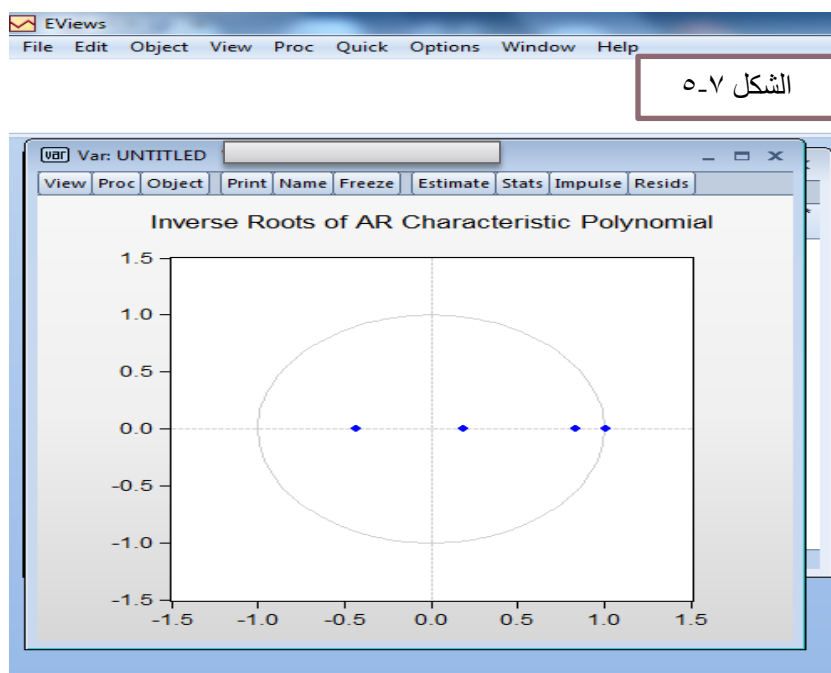 EViews
File Edit Object View Proc Quick Options Window Help
الشكل ٧-٥
var Var: UNTITLED
View Proc Object Print Name Freeze Estimate Stats Impulse Resids
Inverse Roots of AR Characteristic Polynomial
1.5
1.0
0.5
0.0
-0.5
-1.0
-1.5
-1.5 -1.0 -0.5 0.0 0.5 1.0 1.5